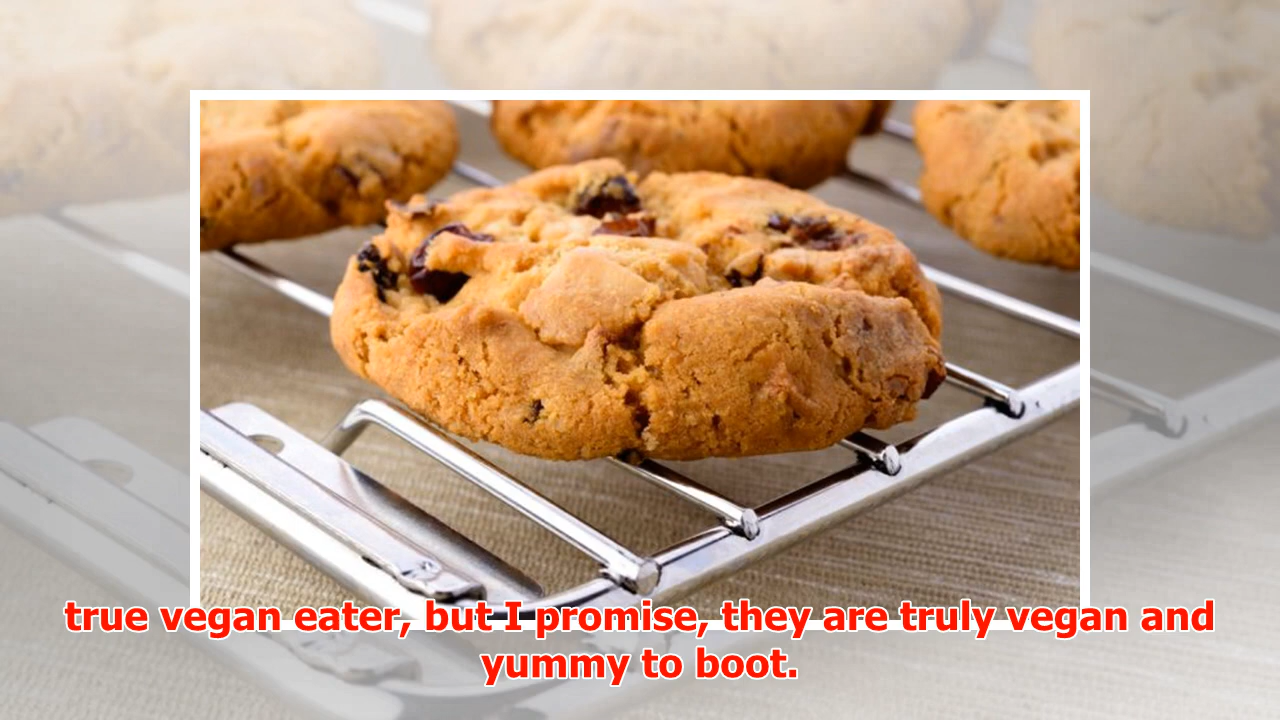 true vegan eater, but I promise, they are truly vegan and
yummy to boot.